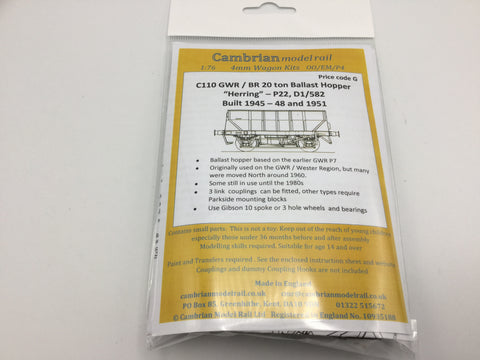 Cambrian model rail
1:76 4mm Wagon Kits OO/EM/P4
Price code G
C110 GWR / BR 20 ton Ballast Hopper
“Herring” – P22, D1/582
Built 1945 – 48 and 1951
• Ballast hopper based on the earlier GWR P7
• Originally used on the GWR / Wester Region, but many
were moved North around 1960.
• Some still in use until the 1980s
• 3 link couplings can be fitted, other types require
Parkside mounting blocks
• Use Gibson 10 spoke or 3 hole wheels and bearings
Contains small parts. This is not a toy. Keep out of the reach of young children
especially those under 36 months before and after assembly
Modelling skills required. Suitable for age 14 and over
Paint and Transfers required. See the enclosed instruction sheet and
Couplings and dummy Coupling Hooks are not included
Made in England
cambrianmodelrail.co.uk @cambrianmodelrail.co.uk
PO Box 85, Greenhithe, Kent, 01322 515672
© Cambrian Model Rail Ltd Registered in England No, 10935188